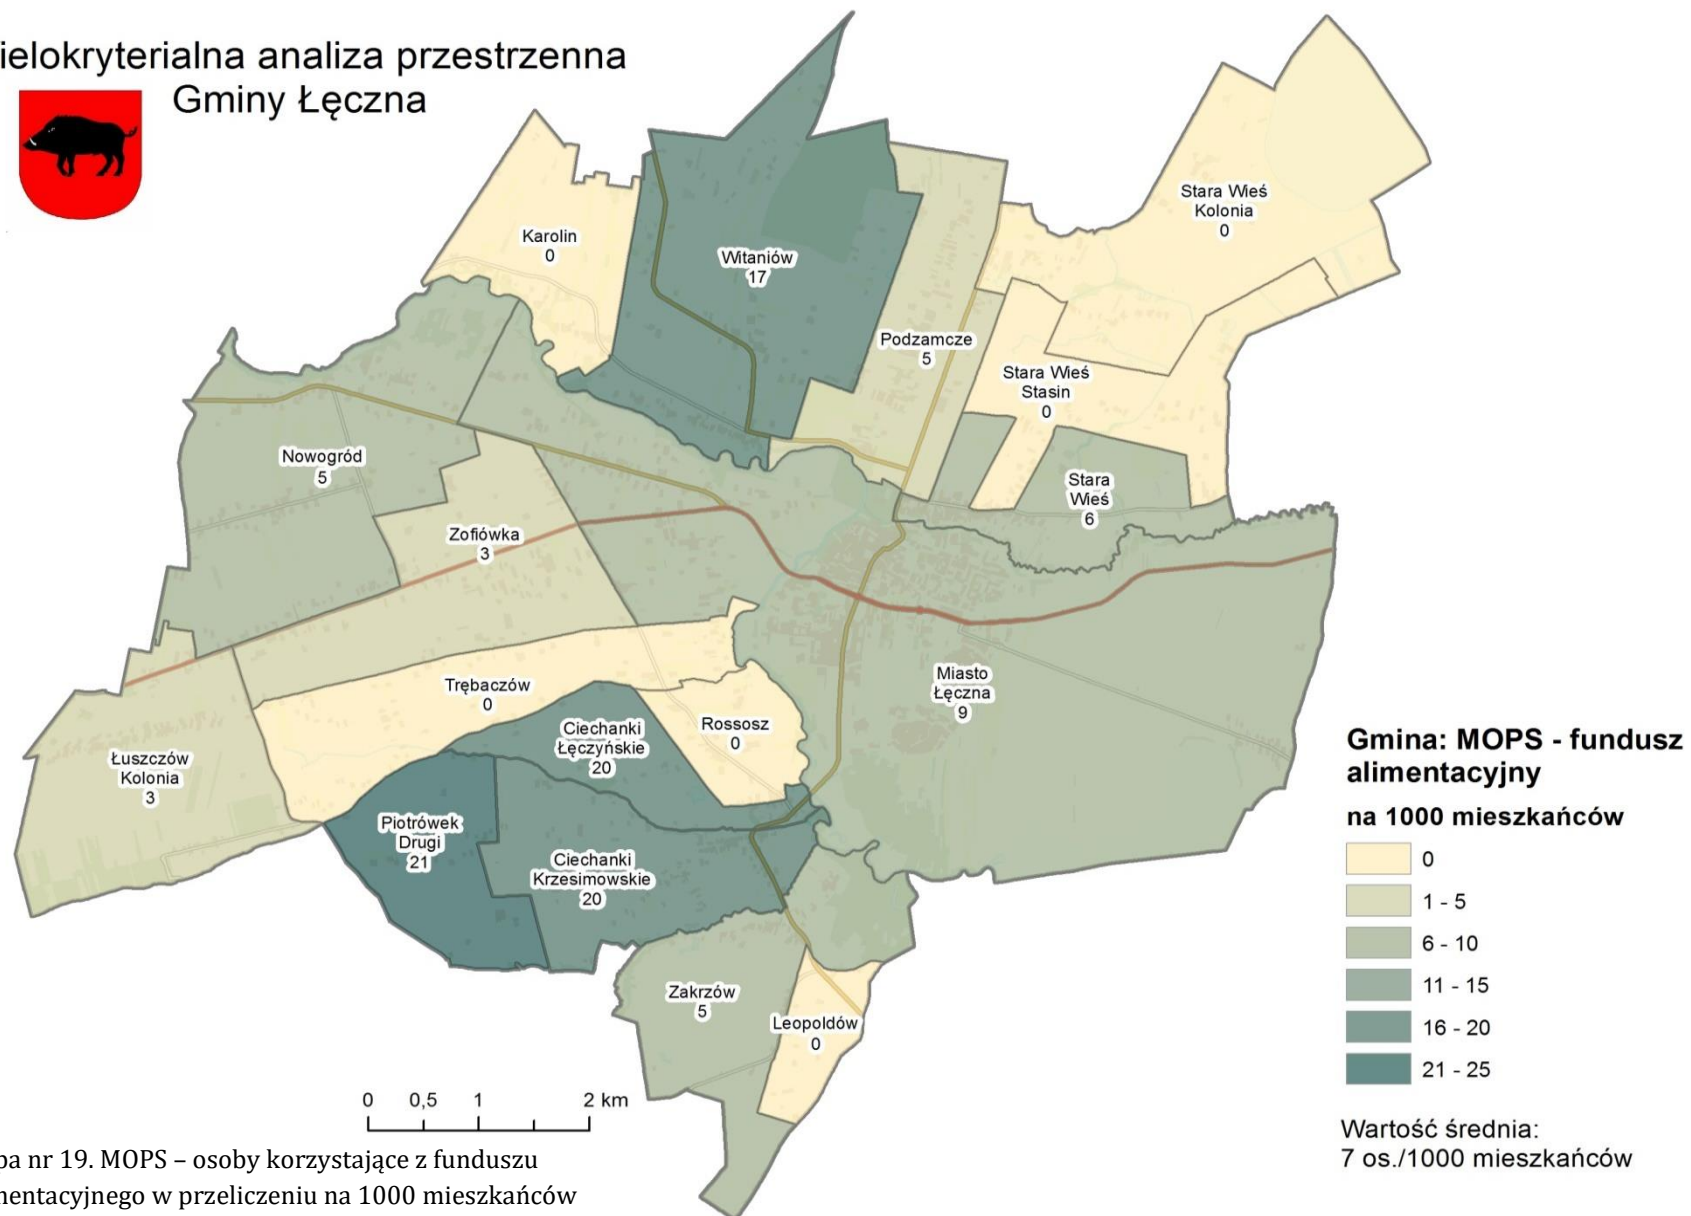 ielokryterialna analiza przestrzenna
Gminy Łęczna
Karolin
0
Witaniów
17
Stara Wieś
Kolonia
0
Podzamcze
5
Stara Wieś
Stasin
0
Nowogród
5
Stara
Wieś
6
Zofiówka
3
Trębaczów
0
Miasto
Łęczna
9
Rossosz
0
Ciechanki
Łęczyńskie
20
Łuszczów
Kolonia
3
Piotrówek
Drugi
21
Ciechanki
Krzesimowskie
20
Zakrzów
5
Leopoldów
0
Gmina: MOPS - fundusz
alimentacyjny
na 1000 mieszkańców
0
1 - 5
6 - 10
11 - 15
16 - 20
21 - 25
Wartość średnia:
7 os./1000 mieszkańców
0 0,5 1 2 km
pa nr 19. MOPS – osoby korzystające z funduszu
mentacyjnego w przeliczeniu na 1000 mieszkańców